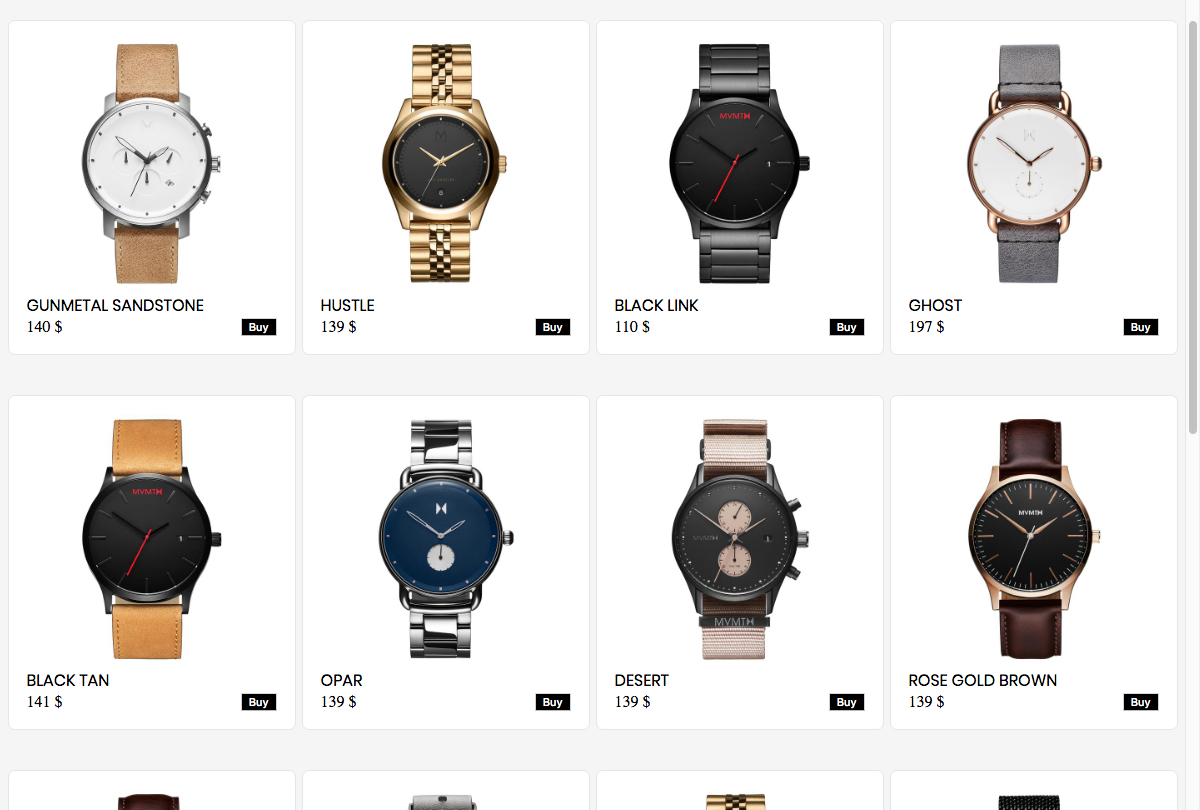 GUNMETAL SANDSTONE
140 $
Buy
HUSTLE
139 $
Buy
MVMT
BLACK LINK
110 $
Buy
GHOST
197 $
Buy
MVMT
BLACK TAN
141 $
Buy
OPAR
139 $
Buy
MVMT
MVMT
DESERT
139 $
Buy
MVMT
ROSE GOLD BROWN
139 $
Buy